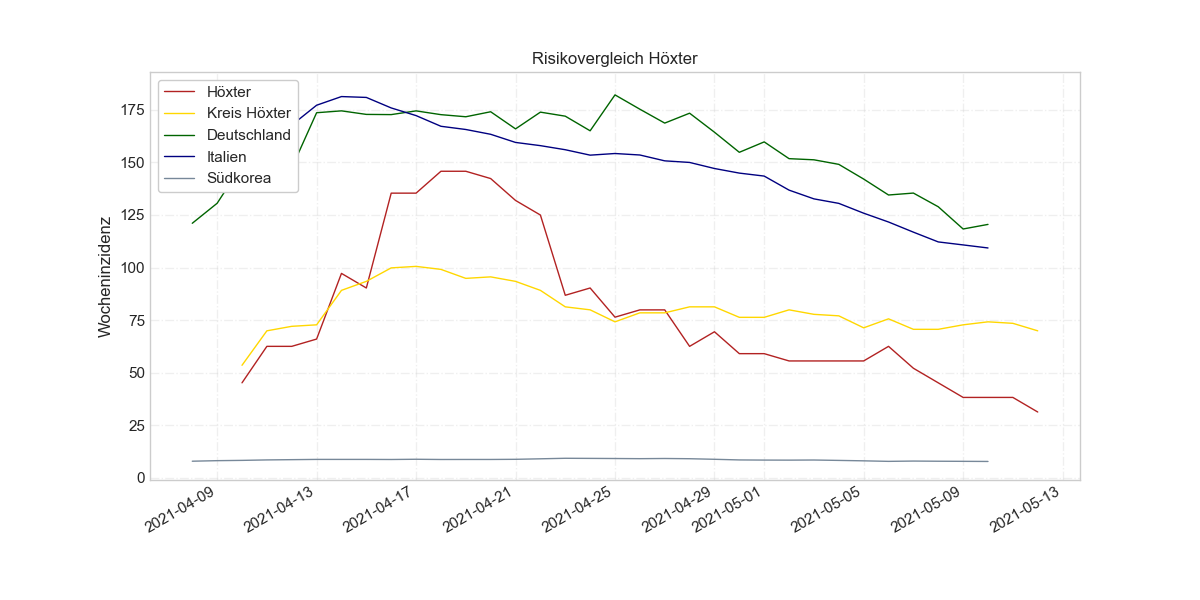 Risikovergleich Höxter
Höxter
Kreis Höxter
Deutschland
Italien
Südkorea
Wocheninzidenz
175
150
125
100
75
50
25
0
2021-04-09
2021-04-13
2021-04-17
2021-04-21
2021-04-25
2021-04-29
2021-05-01
2021-05-05
2021-05-09
2021-05-13